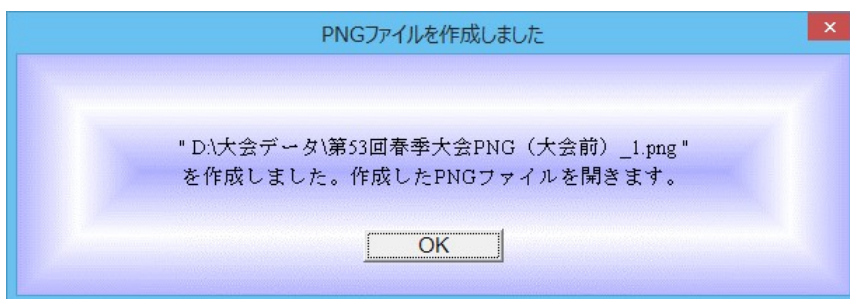 PNGファイルを作成しました
" D:\大会データ\第53回春季大会PNG（大会前）_1.png "
を作成しました。作成したPNGファイルを開きます。
OK